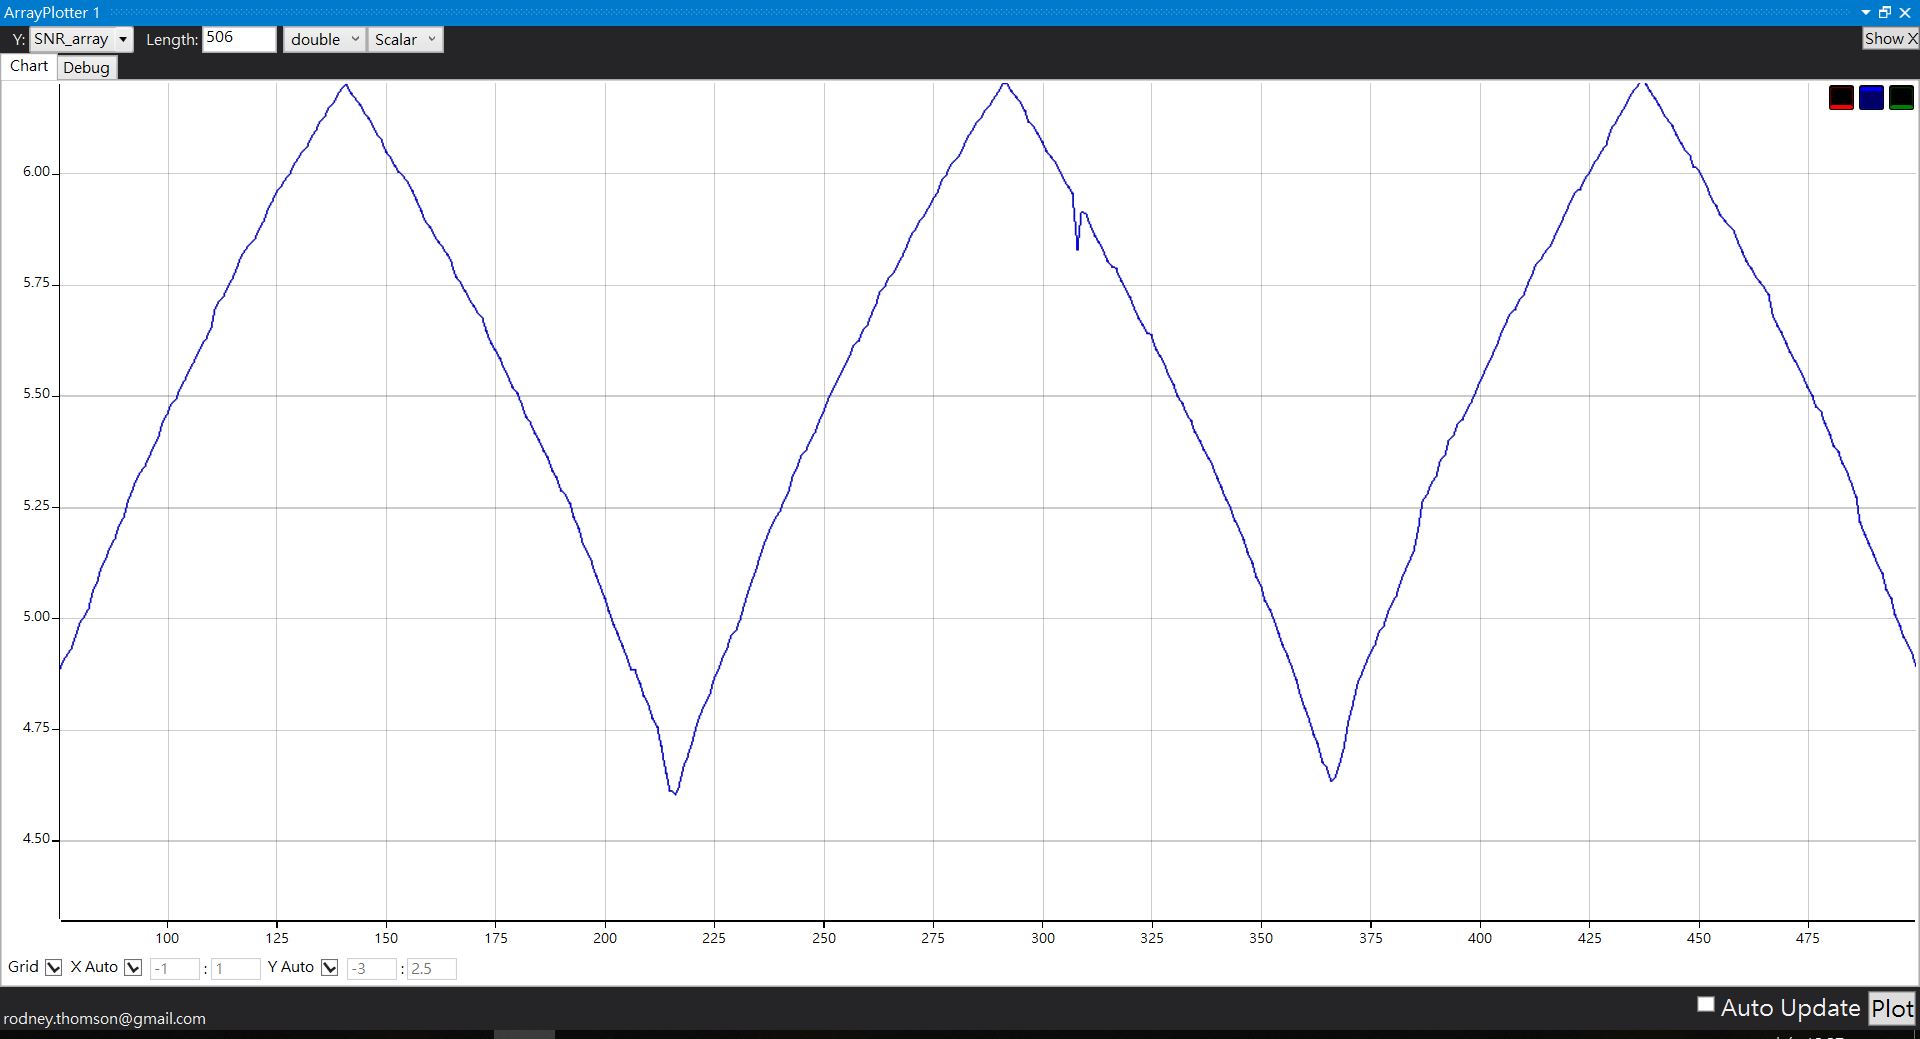 ArrayPlotter 1
Y: SNR_array Length: 506 double Scalar Show X
Chart Debug
6.00
5.75
5.50
5.25
5.00
4.75
4.50
100 125 150 175 200 225 250 275 300 325 350 375 400 425 450 475
Grid X Auto -1 : 1 Y Auto -3 : 2.5
Auto Update Plot
rodney.thomson@gmail.com